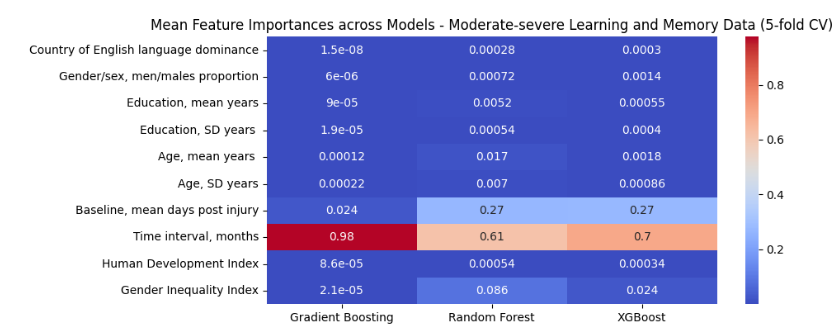 Mean Feature Importances across Models - Moderate-severe Learning and Memory Data (5-fold CV)
Country of English language dominance 1.5e-08 0.00028 0.0003
Gender/sex, men/males proportion 6e-06 0.00072 0.0014
Education, mean years 9e-05 0.0052 0.00055
Education, SD years 1.9e-05 0.00054 0.0004
Age, mean years 0.00012 0.017 0.0018
Age, SD years 0.00022 0.007 0.00086
Baseline, mean days post injury 0.024 0.27 0.27
Time interval, months 0.98 0.61 0.7
Human Development Index 8.6e-05 0.00054 0.00034
Gender Inequality Index 2.1e-05 0.086 0.024
Gradient Boosting Random Forest XGBoost
0.8
0.6
0.4
0.2